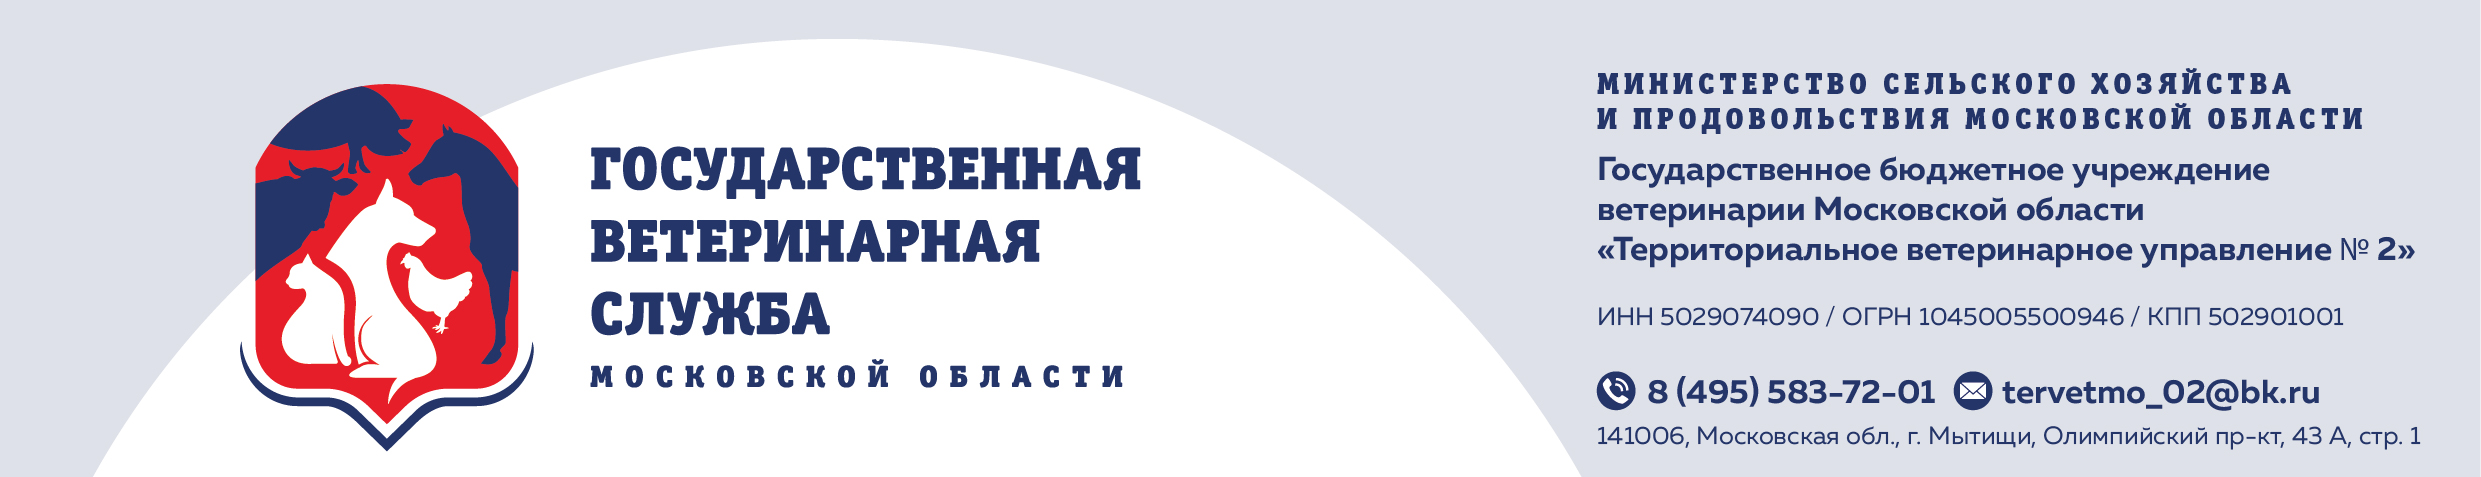 ГОСУДАРСТВЕННАЯ
ВЕТЕРИНАРНАЯ
СЛУЖБА
МОСКОВСКОЙ ОБЛАСТИ
МИНИСТЕРСТВО СЕЛЬСКОГО ХОЗЯЙСТВА
И ПРОДОВОЛЬСТВИЯ МОСКОВСКОЙ ОБЛАСТИ
Государственное бюджетное учреждение
ветеринарии Московской области
«Территориальное ветеринарное управление № 2»
ИНН 5029074090 / ОГРН 1045005500946 / КПП 502901001
8 (495) 583-72-01 tervetmo_02@bk.ru
141006, Московская обл., г. Мытищи, Олимпийский пр-кт, 43 А, стр. 1